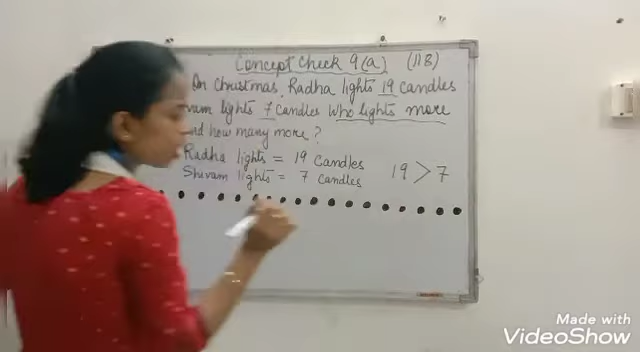 Concept Check 9(a) (118)
On Christmas, Radha lights 19 candles
lights 7 candles Who lights more
how many more?
Radha lights = 19 Candles
Shivam lights = 7 candles
19 > 7
Made with
VideoShow